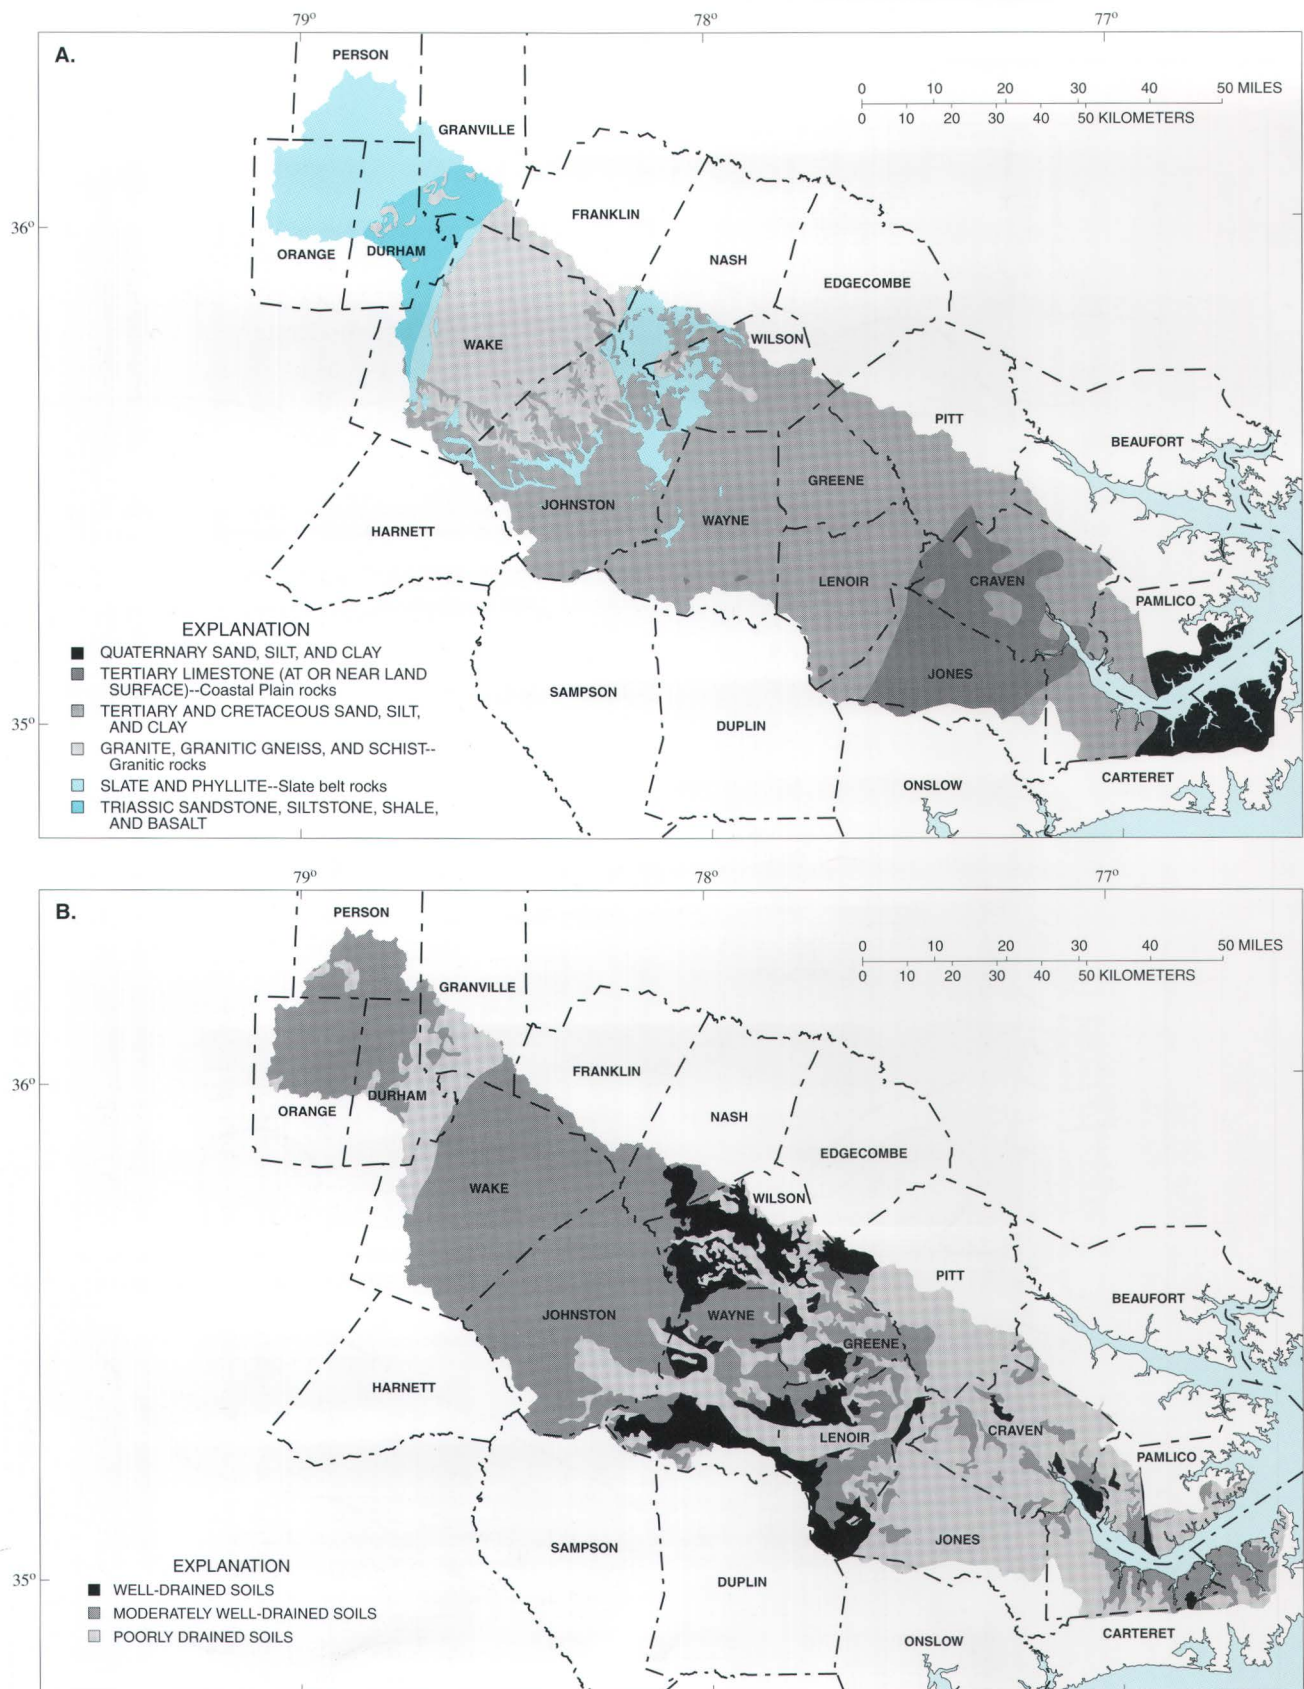 79° 78° 77°
A.
PERSON
0 10 20 30 40 50 MILES
0 10 20 30 40 50 KILOMETERS
GRANVILLE
FRANKLIN
36°
ORANGE
DURHAM
NASH
EDGECOMBE
WAKE
WILSON
PITT
BEAUFORT
GREENE
JOHNSTON
WAYNE
HARNETT
LENOIR
CRAVEN
PAMLICO
JONES
SAMPSON
DUPLIN
35°
CARTERET
ONSLOW
EXPLANATION
QUATERNARY SAND, SILT, AND CLAY
TERTIARY LIMESTONE (AT OR NEAR LAND
SURFACE)--Coastal Plain rocks
TERTIARY AND CRETACEOUS SAND, SILT,
AND CLAY
GRANITE, GRANITIC GNEISS, AND SCHIST--
Granitic rocks
SLATE AND PHYLLITE--Slate belt rocks
TRIASSIC SANDSTONE, SILTSTONE, SHALE,
AND BASALT
79° 78° 77°
B.
PERSON
0 10 20 30 40 50 MILES
0 10 20 30 40 50 KILOMETERS
GRANVILLE
FRANKLIN
36°
DURHAM
ORANGE
NASH
EDGECOMBE
WAKE
WILSON
PITT
BEAUFORT
JOHNSTON
WAYNE
GREENE
HARNETT
CRAVEN
LENOIR
PAMLICO
JONES
SAMPSON
DUPLIN
35°
CARTERET
ONSLOW
EXPLANATION
WELL-DRAINED SOILS
MODERATELY WELL-DRAINED SOILS
POORLY DRAINED SOILS